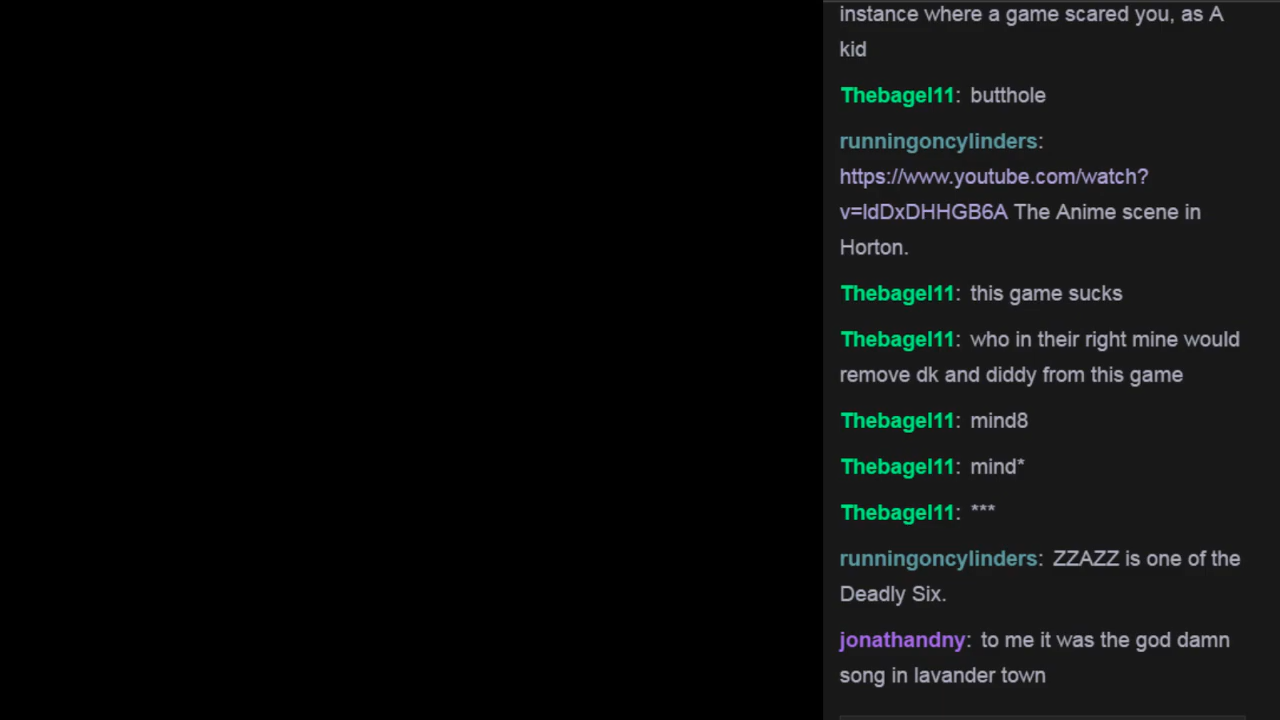 instance where a game scared you, as A
kid
Thebagel11: butthole
runningoncylinders:
https://www.youtube.com/watch?
v=ldDxDHHGB6A The Anime scene in
Horton.
Thebagel11: this game sucks
Thebagel11: who in their right mine would
remove dk and diddy from this game
Thebagel11: mind8
Thebagel11: mind*
Thebagel11: ***
runningoncylinders: ZZAZZ is one of the
Deadly Six.
jonathandny: to me it was the god damn
song in lavander town